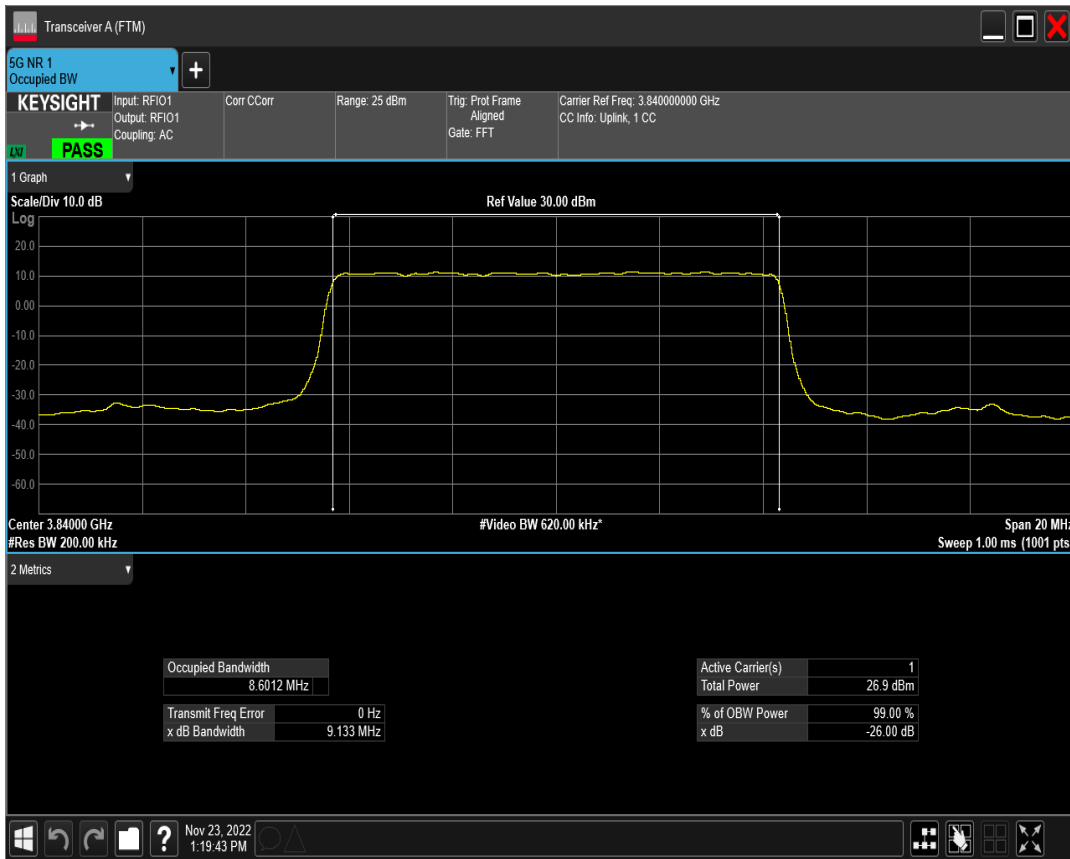 Transceiver A (FTM)
5G NR 1
Occupied BW
+
KEYSIGHT
LXI
PASS
Input: RFIO1
Output: RFIO1
Coupling: AC
Corr CCorr
Range: 25 dBm
Trig: Prot Frame
Aligned
Gate: FFT
Carrier Ref Freq: 3.840000000 GHz
CC Info: Uplink, 1 CC
1 Graph
Scale/Div 10.0 dB
Ref Value 30.00 dBm
Log
20.0
10.0
0.00
-10.0
-20.0
-30.0
-40.0
-50.0
-60.0
Center 3.84000 GHz
#Video BW 620.00 kHz*
Span 20 MHz
#Res BW 200.00 kHz
Sweep 1.00 ms (1001 pts
2 Metrics
Occupied Bandwidth
8.6012 MHz
Transmit Freq Error 0 Hz
x dB Bandwidth 9.133 MHz
Active Carrier(s) 1
Total Power 26.9 dBm
% of OBW Power 99.00 %
x dB -26.00 dB
?
Nov 23, 2022
1:19:43 PM